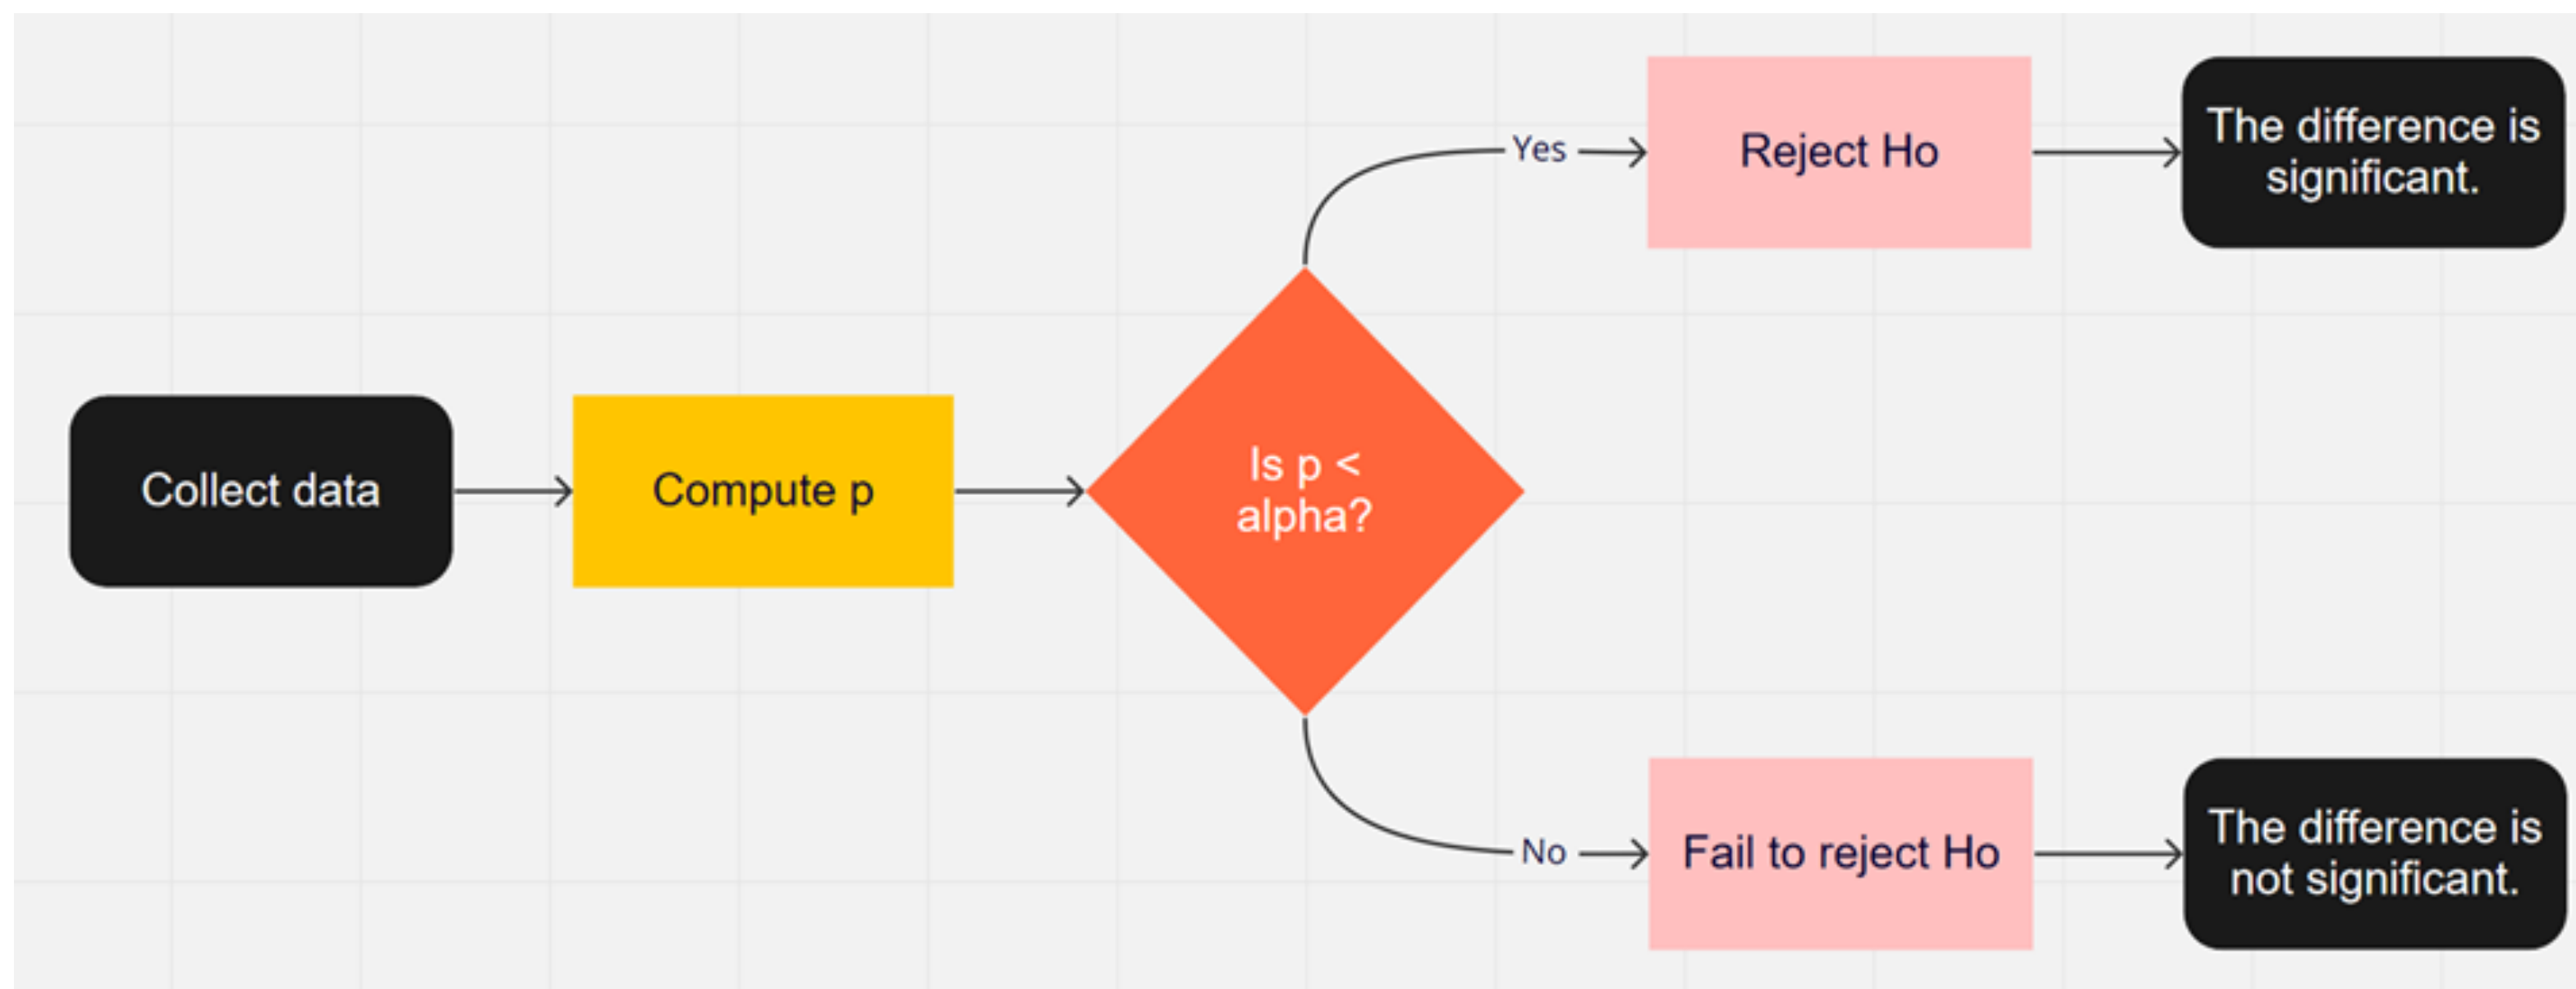 Collect data
Compute p
Is p <
alpha?
Yes
Reject Ho
The difference is
significant.
No
Fail to reject Ho
The difference is
not significant.